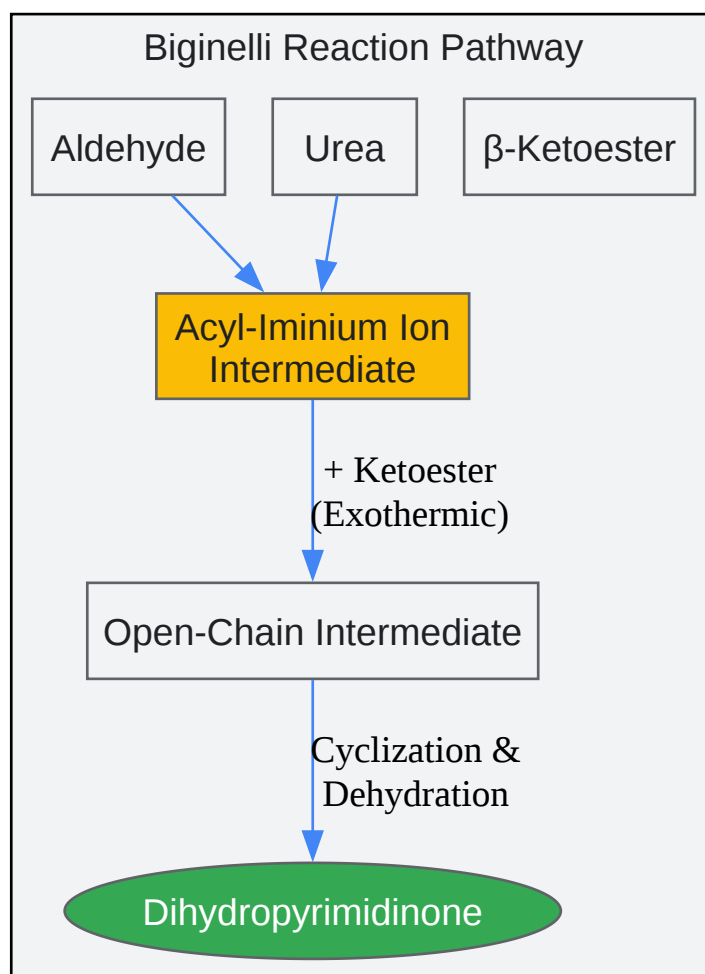 Biginelli Reaction Pathway
Aldehyde
Urea
β-Ketoester
Acyl-Iminium Ion
Intermediate
+ Ketoester
(Exothermic)
Open-Chain Intermediate
Cyclization &
Dehydration
Dihydropyrimidinone